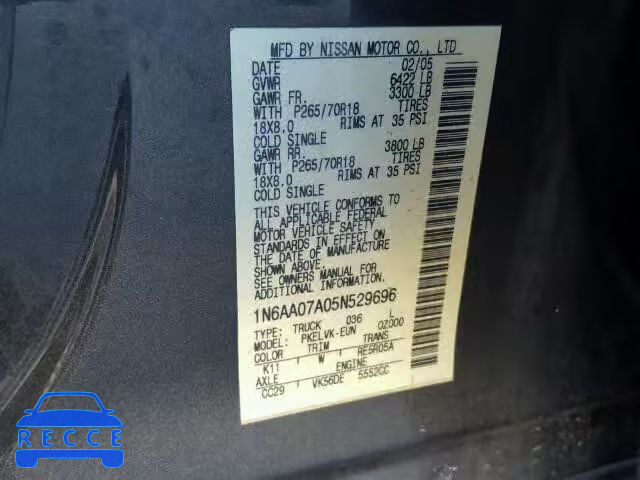 MFD BY NISSAN MOTOR CO., LTD
DATE 02/05
GVWR 6422 LB
GAWR FR. 3300 LB
WITH P265/70R18 TIRES
18X8.0 RIMS AT 35 PSI
COLD SINGLE
GAWR RR. 3800 LB
WITH P265/70R18 TIRES
18X8.0 RIMS AT 35 PSI
COLD SINGLE
THIS VEHICLE CONFORMS TO
ALL APPLICABLE FEDERAL
MOTOR VEHICLE SAFETY
STANDARDS IN EFFECT ON
THE DATE OF MANUFACTURE
SHOWN ABOVE.
SEE OWNERS MANUAL FOR
ADDITIONAL INFORMATION
1N6AA07A05N529696
TYPE: TRUCK 036 L
MODEL: PKELVK-EUN 0Z000
COLOR TRIM TRANS
K11 W RE5R05A
AXLE ENGINE
CC29 VK56DE 5552CC
AUTOBIDMASTER
AUTOBIDMASTER